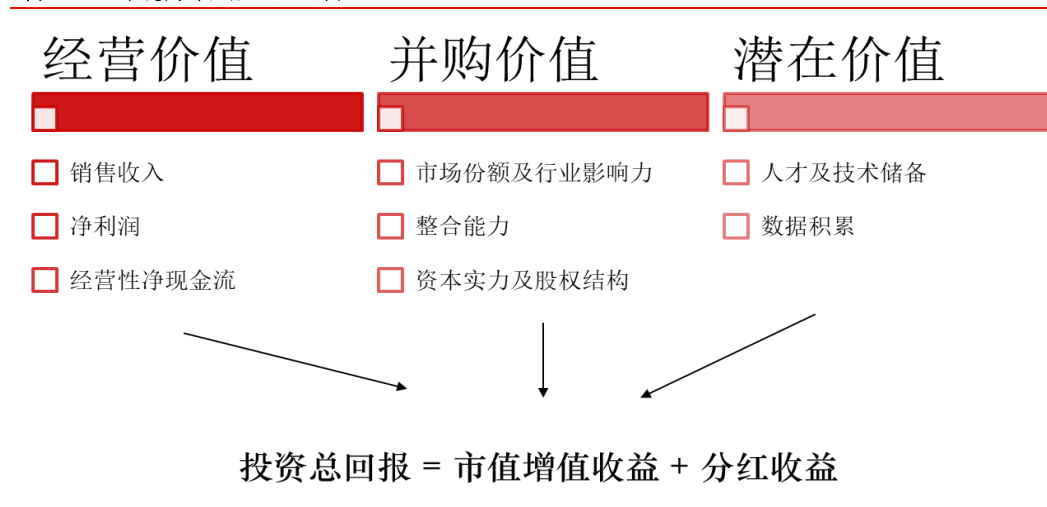 经营价值
销售收入
净利润
经营性净现金流
并购价值
市场份额及行业影响力
整合能力
资本实力及股权结构
潜在价值
人才及技术储备
数据积累
投资总回报 = 市值增值收益 + 分红收益